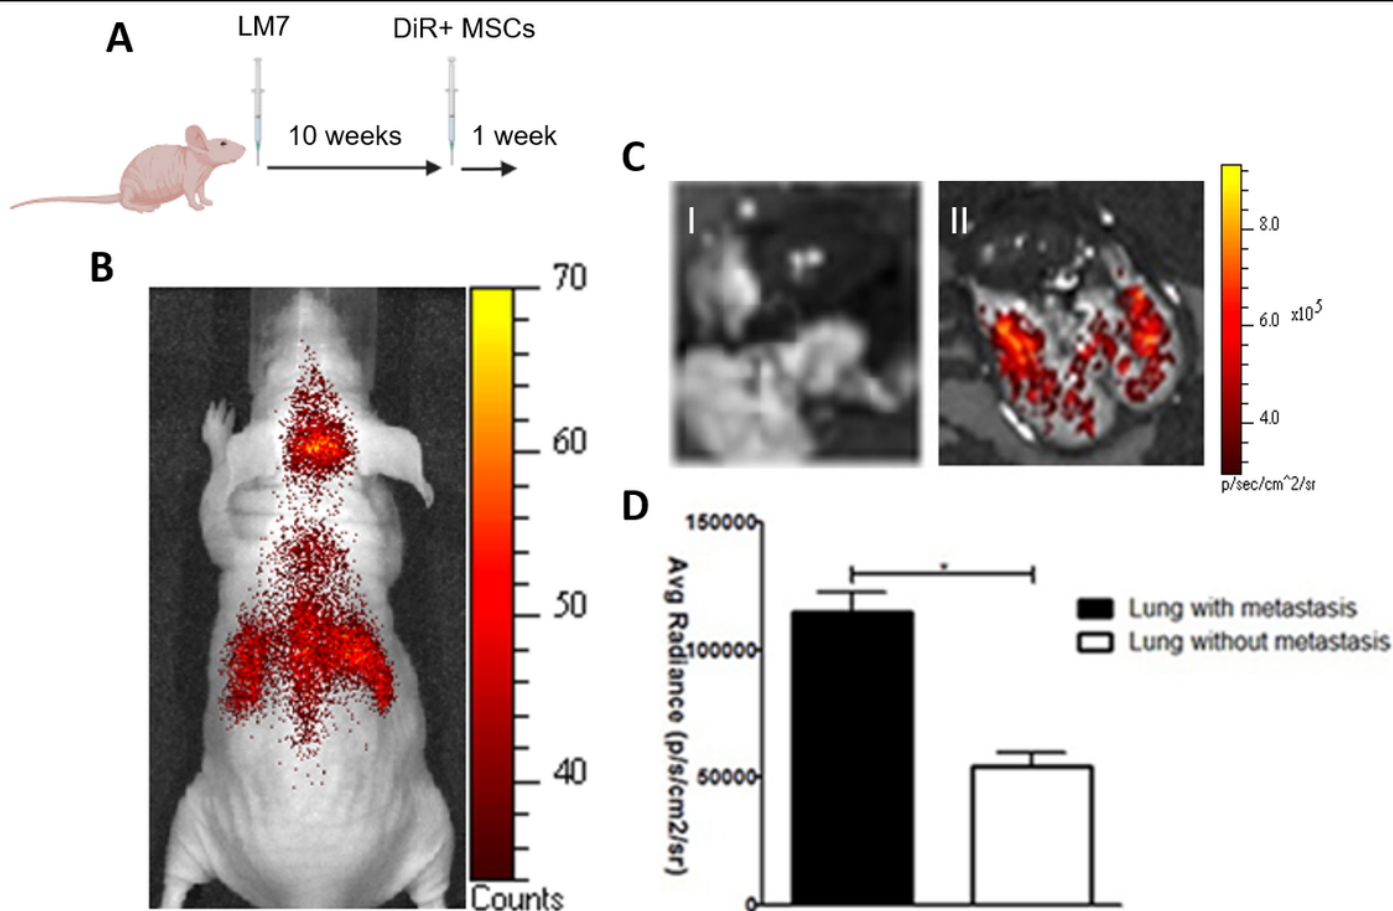 A
LM7
DiR+ MSCs
10 weeks
1 week
B
70
60
50
40
Counts
C
I
II
8.0
6.0 x10^5
4.0
p/sec/cm^2/sr
D
Avg Radiance (p/s/cm2/sr)
150000
100000
50000
0
*
Lung with metastasis
Lung without metastasis